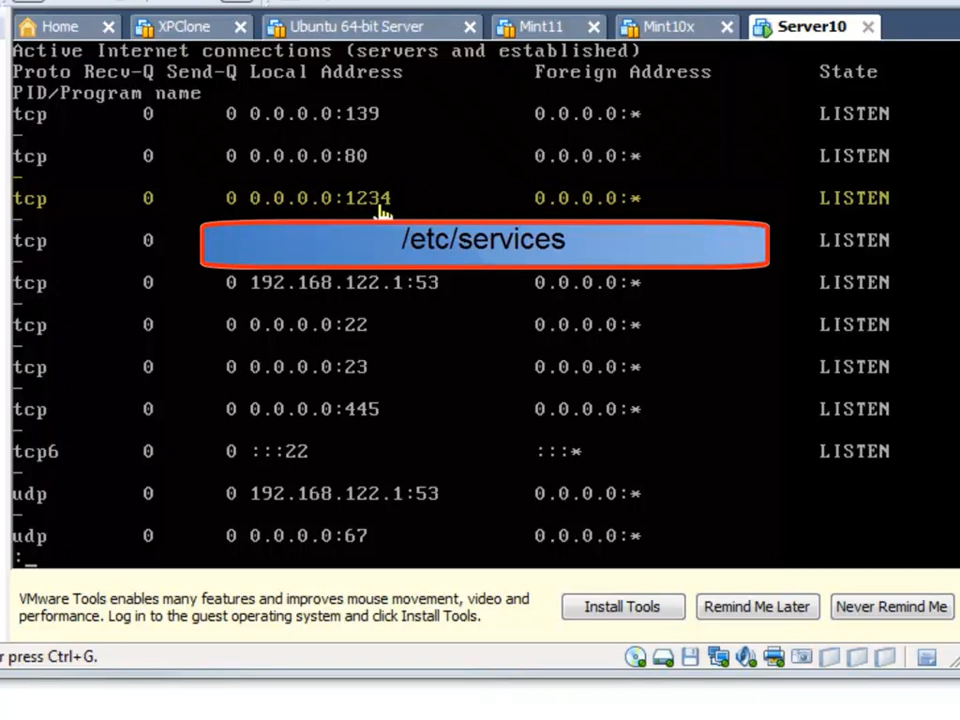 Home XPClone Ubuntu 64-bit Server Mint11 Mint10x Server10
Active Internet connections (servers and established)
Proto Recv-Q Send-Q Local Address Foreign Address State
PID/Program name
tcp 0 0 0.0.0.0:139 0.0.0.0:* LISTEN
-
tcp 0 0 0.0.0.0:80 0.0.0.0:* LISTEN
-
tcp 0 0 0.0.0.0:1234 0.0.0.0:* LISTEN
-
tcp 0 /etc/services LISTEN
-
tcp 0 0 192.168.122.1:53 0.0.0.0:* LISTEN
-
tcp 0 0 0.0.0.0:22 0.0.0.0:* LISTEN
-
tcp 0 0 0.0.0.0:23 0.0.0.0:* LISTEN
-
tcp 0 0 0.0.0.0:445 0.0.0.0:* LISTEN
-
tcp6 0 0 :::22 :::* LISTEN
-
udp 0 0 192.168.122.1:53 0.0.0.0:*
-
udp 0 0 0.0.0.0:67 0.0.0.0:*
:_
VMware Tools enables many features and improves mouse movement, video and
performance. Log in to the guest operating system and click Install Tools.
Install Tools Remind Me Later Never Remind Me
r press Ctrl+G.